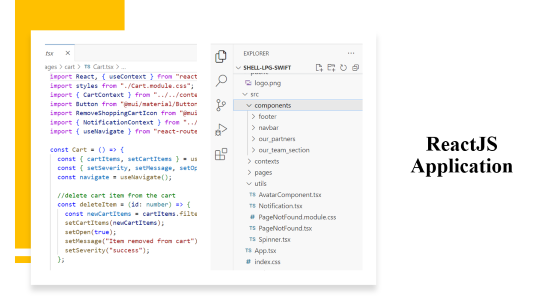 tsx ×
ages > cart > TS Cart.tsx > ...
import React, { useContext } from "react
import styles from "./Cart.module.css";
import { CartContext } from "../../conte
import Button from "@mui/material/Button
import RemoveShoppingCartIcon from "@mui
import { NotificationContext } from "../
import { useNavigate } from "react-route
const Cart = () => {
const { cartItems, setCartItems } = us
const { setSeverity, setMessage, setOp
const navigate = useNavigate();
//delete cart item from the cart
const deleteItem = (id: number) => {
const newCartItems = cartItems.filte
setCartItems(newCartItems);
setOpen(true);
setMessage("Item removed from cart")
setSeverity("success");
};
EXPLORER ...
SHELL-LPG-SWIFT
logo.png
src
components
> footer
> navbar
> our_partners
> our_team_section
> contexts
> pages
utils
TS AvatarComponent.tsx
TS Notification.tsx
# PageNotFound.module.css
TS PageNotFound.tsx
TS Spinner.tsx
TS App.tsx
# index.css
ReactJS
Application